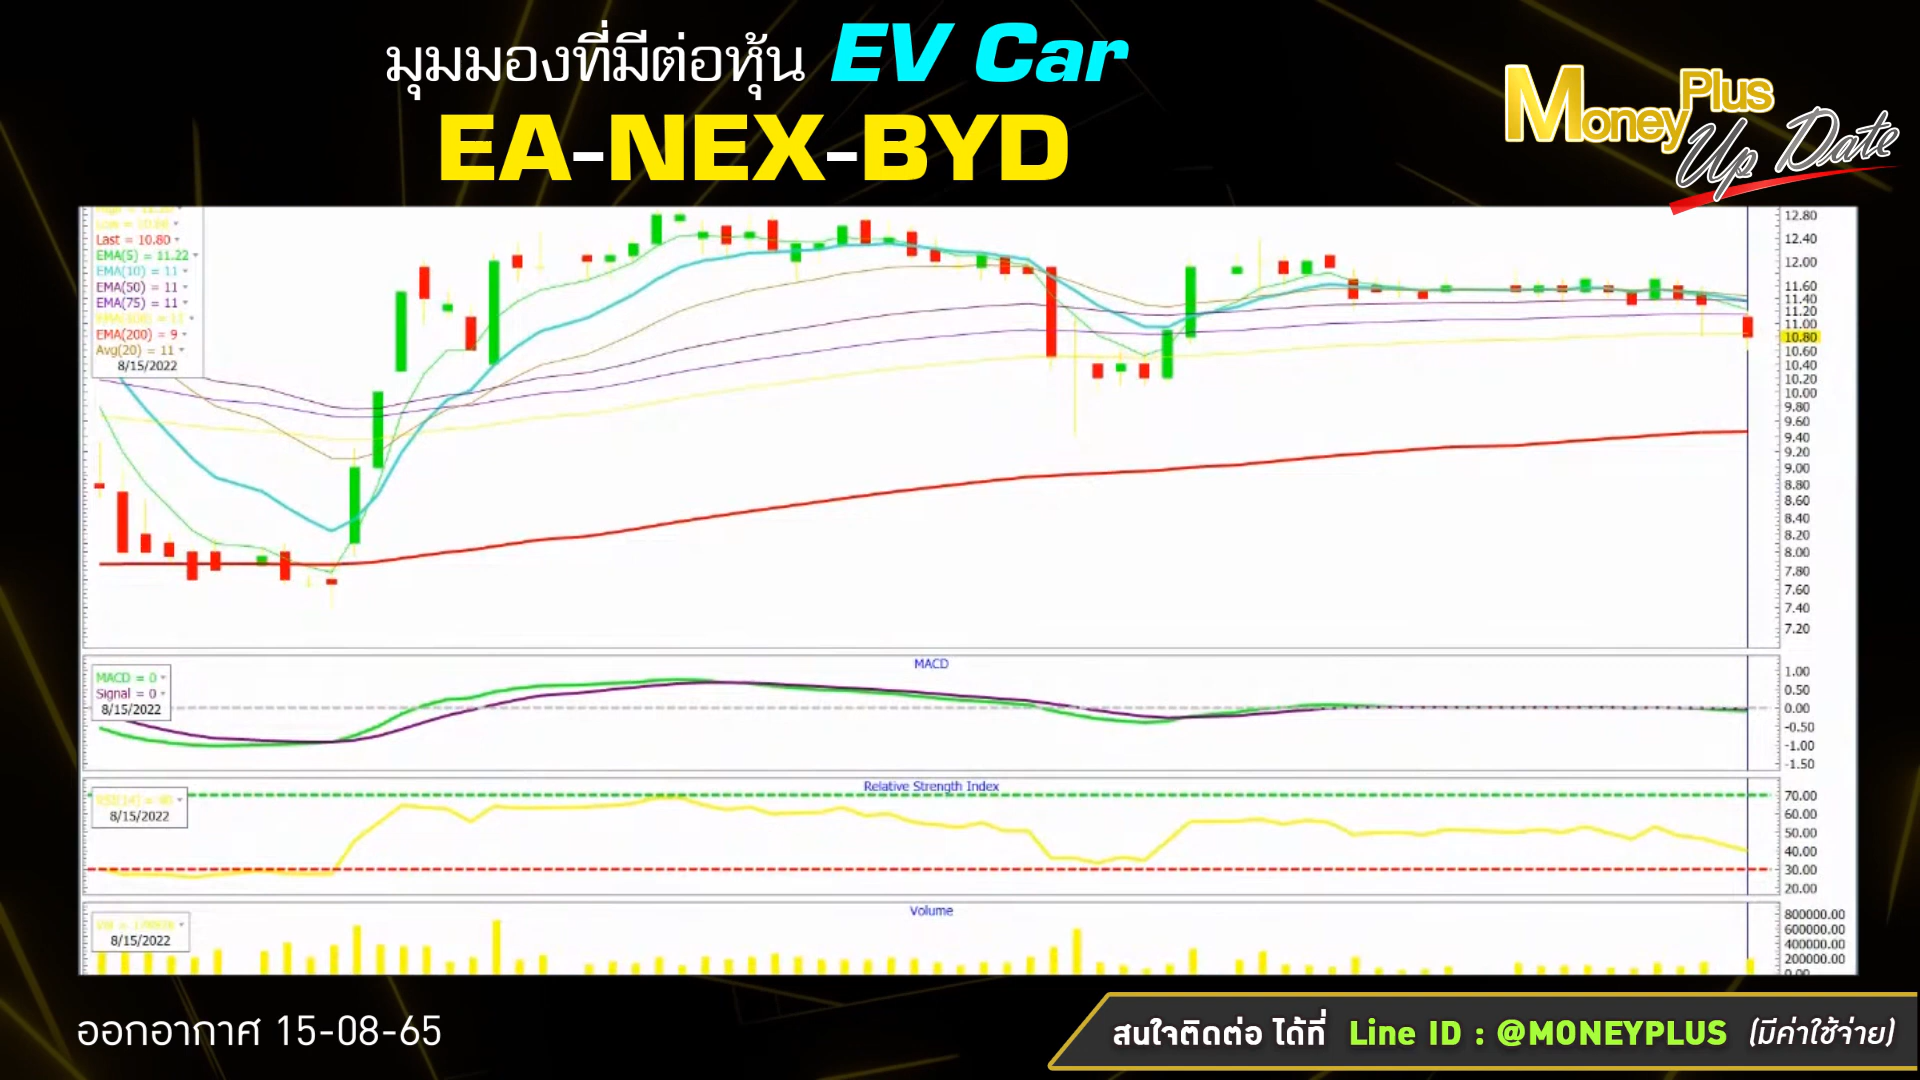 มุมมองที่มีต่อหุ้น EV Car
EA-NEX-BYD
Money Plus
Up Date
Last = 10.80
EMA(5) = 11.22
EMA(10) = 11
EMA(50) = 11
EMA(75) = 11
EMA(200) = 9
Avg(20) = 11
8/15/2022
12.80
12.40
12.00
11.60
11.40
11.20
11.00
10.80
10.60
10.40
10.20
10.00
9.80
9.60
9.40
9.20
9.00
8.80
8.60
8.40
8.20
8.00
7.80
7.60
7.40
7.20
MACD
MACD = 0
Signal = 0
8/15/2022
1.00
0.50
0.00
-0.50
-1.00
-1.50
Relative Strength Index
8/15/2022
70.00
60.00
50.00
40.00
30.00
20.00
Volume
8/15/2022
800000.00
600000.00
400000.00
200000.00
0.00
ออกอากาศ 15-08-65
สนใจติดต่อ ได้ที่ Line ID : @MONEYPLUS (มีค่าใช้จ่าย)